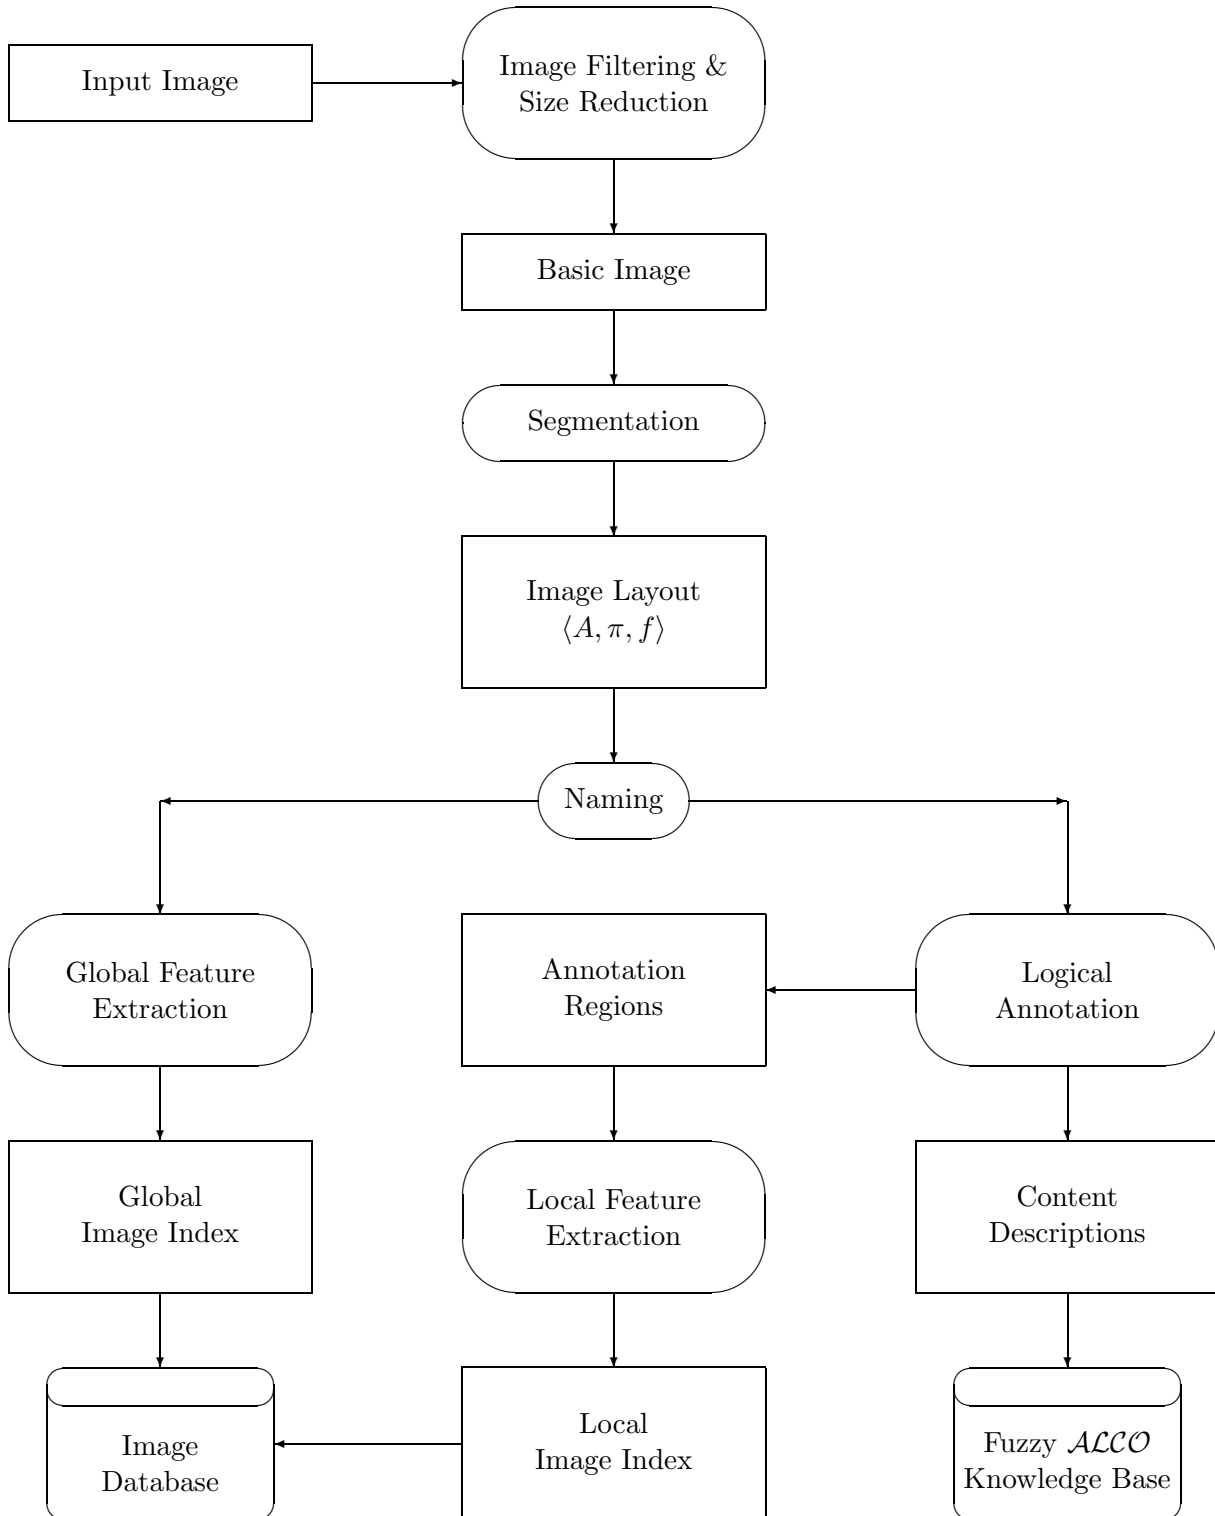 Input Image
Image Filtering &
Size Reduction
Basic Image
Segmentation
Image Layout
⟨A, π, f⟩
Naming
Global Feature
Extraction
Annotation
Regions
Logical
Annotation
Global
Image Index
Local Feature
Extraction
Content
Descriptions
Image
Database
Local
Image Index
Fuzzy 𝒜ℒ𝒞𝒪
Knowledge Base